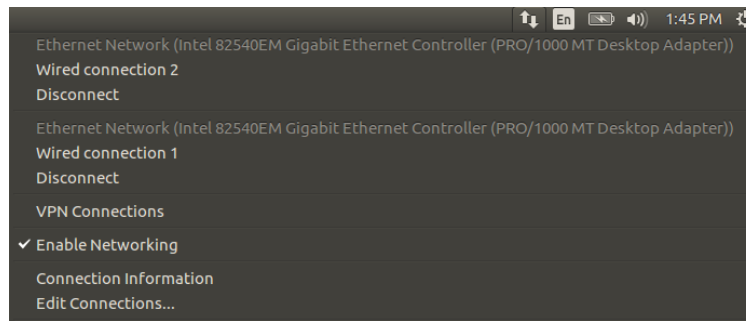 En 1:45 PM
Ethernet Network (Intel 82540EM Gigabit Ethernet Controller (PRO/1000 MT Desktop Adapter))
Wired connection 2
Disconnect
Ethernet Network (Intel 82540EM Gigabit Ethernet Controller (PRO/1000 MT Desktop Adapter))
Wired connection 1
Disconnect
VPN Connections
Enable Networking
Connection Information
Edit Connections...